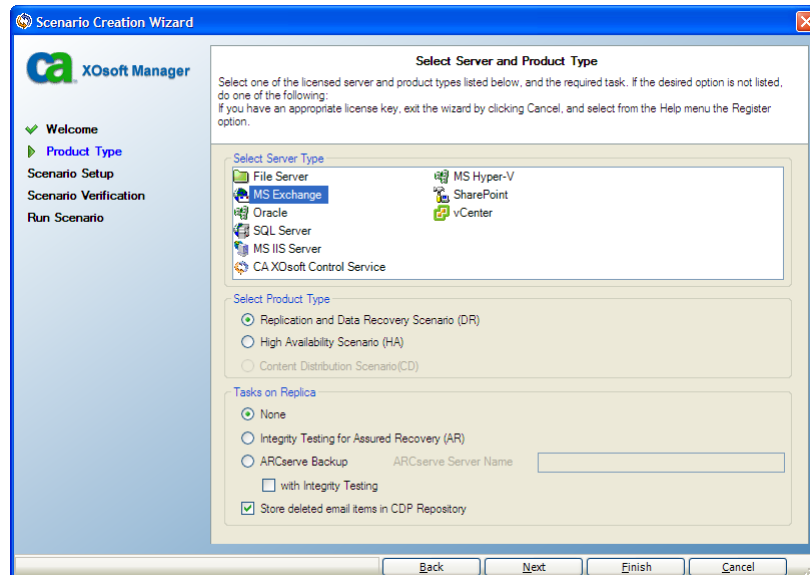 Scenario Creation Wizard
ca XOsoft Manager
Welcome
Product Type
Scenario Setup
Scenario Verification
Run Scenario
Select Server and Product Type
Select one of the licensed server and product types listed below, and the required task. If the desired option is not listed,
do one of the following:
If you have an appropriate license key, exit the wizard by clicking Cancel, and select from the Help menu the Register
option.
Select Server Type
File Server
MS Exchange
Oracle
SQL Server
MS IIS Server
CA XOsoft Control Service
MS Hyper-V
SharePoint
vCenter
Select Product Type
Replication and Data Recovery Scenario (DR)
High Availability Scenario (HA)
Content Distribution Scenario(CD)
Tasks on Replica
None
Integrity Testing for Assured Recovery (AR)
ARCserve Backup ARCserve Server Name
with Integrity Testing
Store deleted email items in CDP Repository
Back Next Finish Cancel